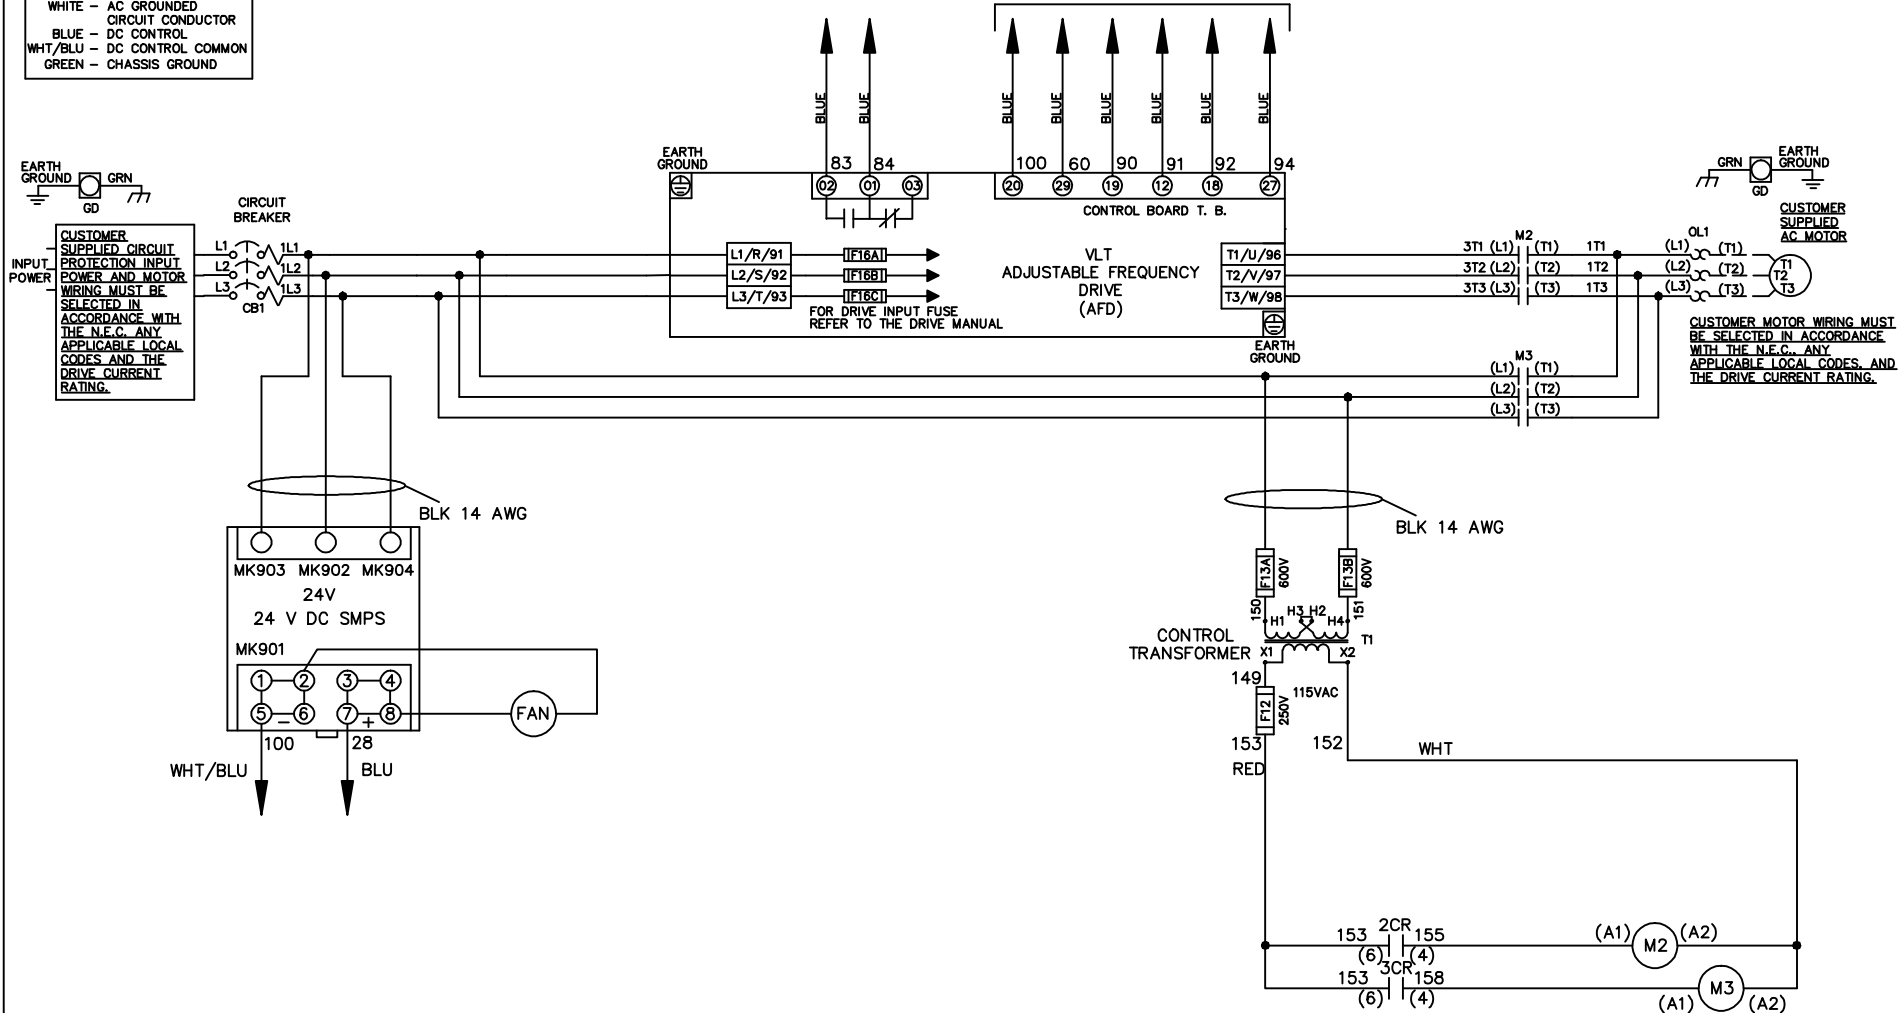 WHITE – AC GROUNDED
CIRCUIT CONDUCTOR
BLUE – DC CONTROL
WHT/BLU – DC CONTROL COMMON
GREEN – CHASSIS GROUND
BLUE
BLUE
BLUE
BLUE
BLUE
BLUE
BLUE
BLUE
EARTH
GROUND
GRN
GD
CIRCUIT
BREAKER
INPUT
POWER
CUSTOMER
SUPPLIED CIRCUIT
PROTECTION INPUT
POWER AND MOTOR
WIRING MUST BE
SELECTED IN
ACCORDANCE WITH
THE N.E.C. ANY
APPLICABLE LOCAL
CODES AND THE
DRIVE CURRENT
RATING.
L1
L2
L3
1L1
1L2
1L3
CB1
EARTH
GROUND
83
84
100
60
90
91
92
94
02
01
03
20
29
19
12
18
27
CONTROL BOARD T. B.
L1/R/91
L2/S/92
L3/T/93
F16A
F16B
F16C
FOR DRIVE INPUT FUSE
REFER TO THE DRIVE MANUAL
VLT
ADJUSTABLE FREQUENCY
DRIVE
(AFD)
T1/U/96
T2/V/97
T3/W/98
EARTH
GROUND
M2
3T1 (L1) (T1) 1T1
3T2 (L2) (T2) 1T2
3T3 (L3) (T3) 1T3
M3
(L1) (T1)
(L2) (T2)
(L3) (T3)
GRN
EARTH
GROUND
GD
CUSTOMER
SUPPLIED
AC MOTOR
OL1
(L1) (T1)
(L2) (T2)
(L3) (T3)
T1
T2
T3
CUSTOMER MOTOR WIRING MUST
BE SELECTED IN ACCORDANCE
WITH THE N.E.C., ANY
APPLICABLE LOCAL CODES, AND
THE DRIVE CURRENT RATING.
BLK 14 AWG
MK903 MK902 MK904
24V
24 V DC SMPS
MK901
1 2 3 4
5 – 6 7 + 8
FAN
100
28
WHT/BLU
BLU
BLK 14 AWG
F13A
600V
F13B
600V
150
151
H1 H3 H2 H4
T1
CONTROL
TRANSFORMER
X1
X2
149
115VAC
F12
250V
153
152
RED
WHT
2CR
153 155
(6) (4)
(A1) M2 (A2)
3CR
153 158
(6) (4)
(A1) M3 (A2)